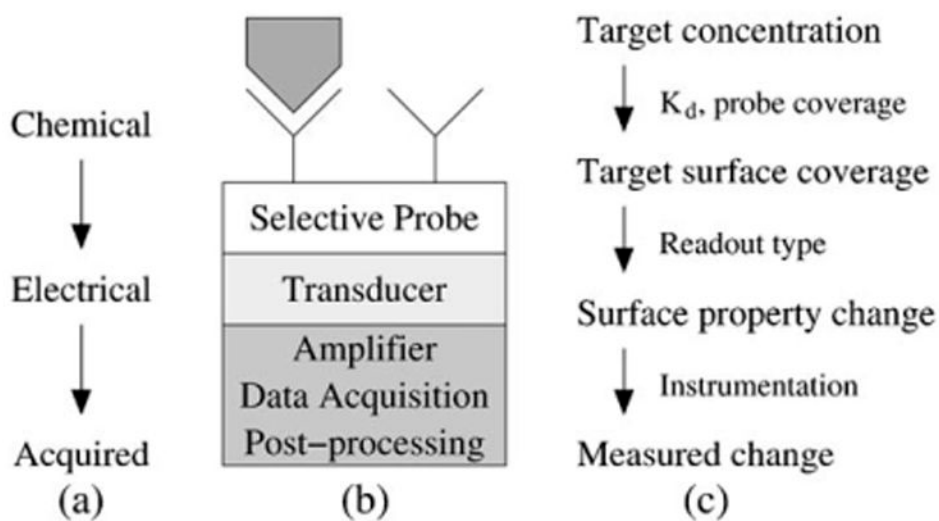 Chemical
Electrical
Acquired
(a)
Selective Probe
Transducer
Amplifier
Data Acquisition
Post-processing
(b)
Target concentration
K_d, probe coverage
Target surface coverage
Readout type
Surface property change
Instrumentation
Measured change
(c)